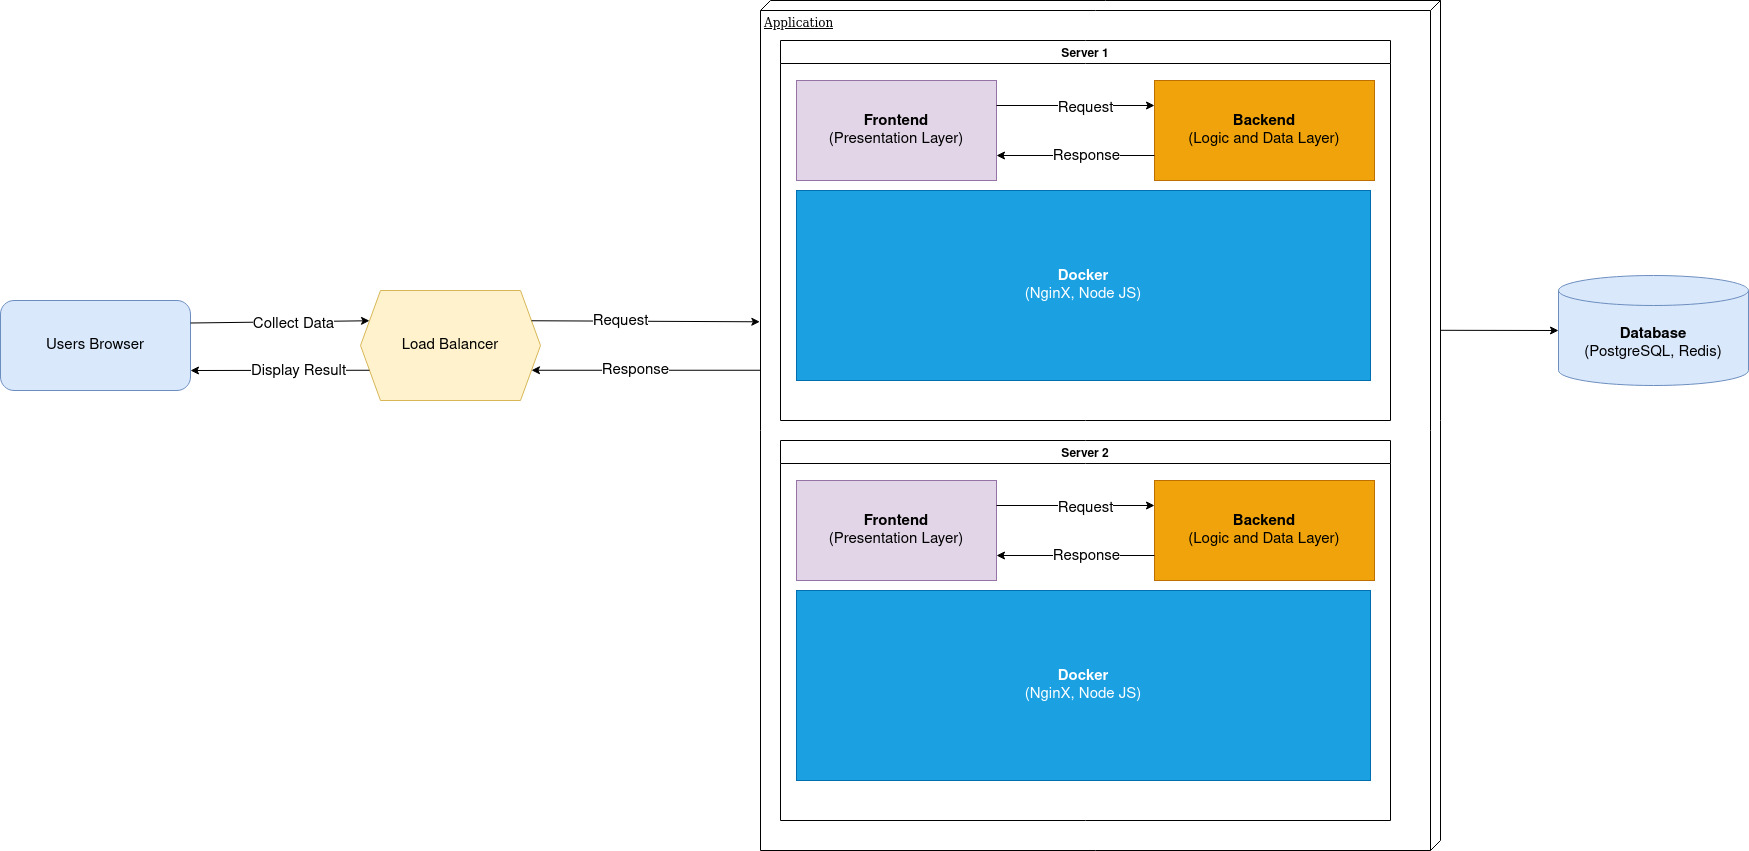 Application
Server 1
Frontend
(Presentation Layer)
Request
Response
Backend
(Logic and Data Layer)
Docker
(NginX, Node JS)
Users Browser
Collect Data
Display Result
Load Balancer
Request
Response
Database
(PostgreSQL, Redis)
Server 2
Frontend
(Presentation Layer)
Request
Response
Backend
(Logic and Data Layer)
Docker
(NginX, Node JS)